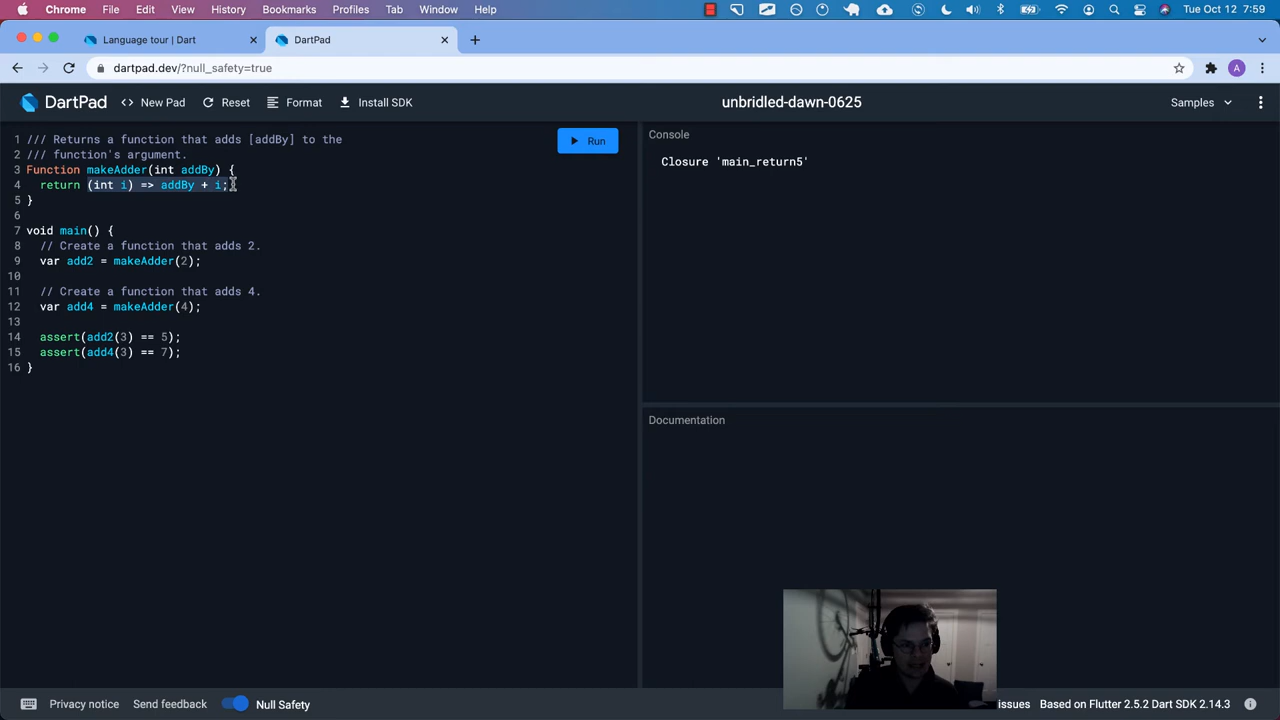 Chrome File Edit View History Bookmarks Profiles Tab Window Help Tue Oct 12 7:59
Language tour | Dart DartPad
dartpad.dev/?null_safety=true A
DartPad <> New Pad Reset Format Install SDK unbridled-dawn-0625 Samples
1 /// Returns a function that adds [addBy] to the
2 /// function's argument.
3 Function makeAdder(int addBy) {
4 return (int i) => addBy + i;
5 }
6
7 void main() {
8 // Create a function that adds 2.
9 var add2 = makeAdder(2);
10
11 // Create a function that adds 4.
12 var add4 = makeAdder(4);
13
14 assert(add2(3) == 5);
15 assert(add4(3) == 7);
16 }
Run
Console
Closure 'main_return5'
Documentation
Privacy notice Send feedback Null Safety issues Based on Flutter 2.5.2 Dart SDK 2.14.3